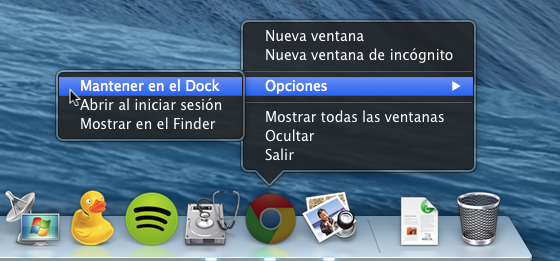 Nueva ventana
Nueva ventana de incógnito
Opciones
Mantener en el Dock
Abrir al iniciar sesión
Mostrar en el Finder
Mostrar todas las ventanas
Ocultar
Salir